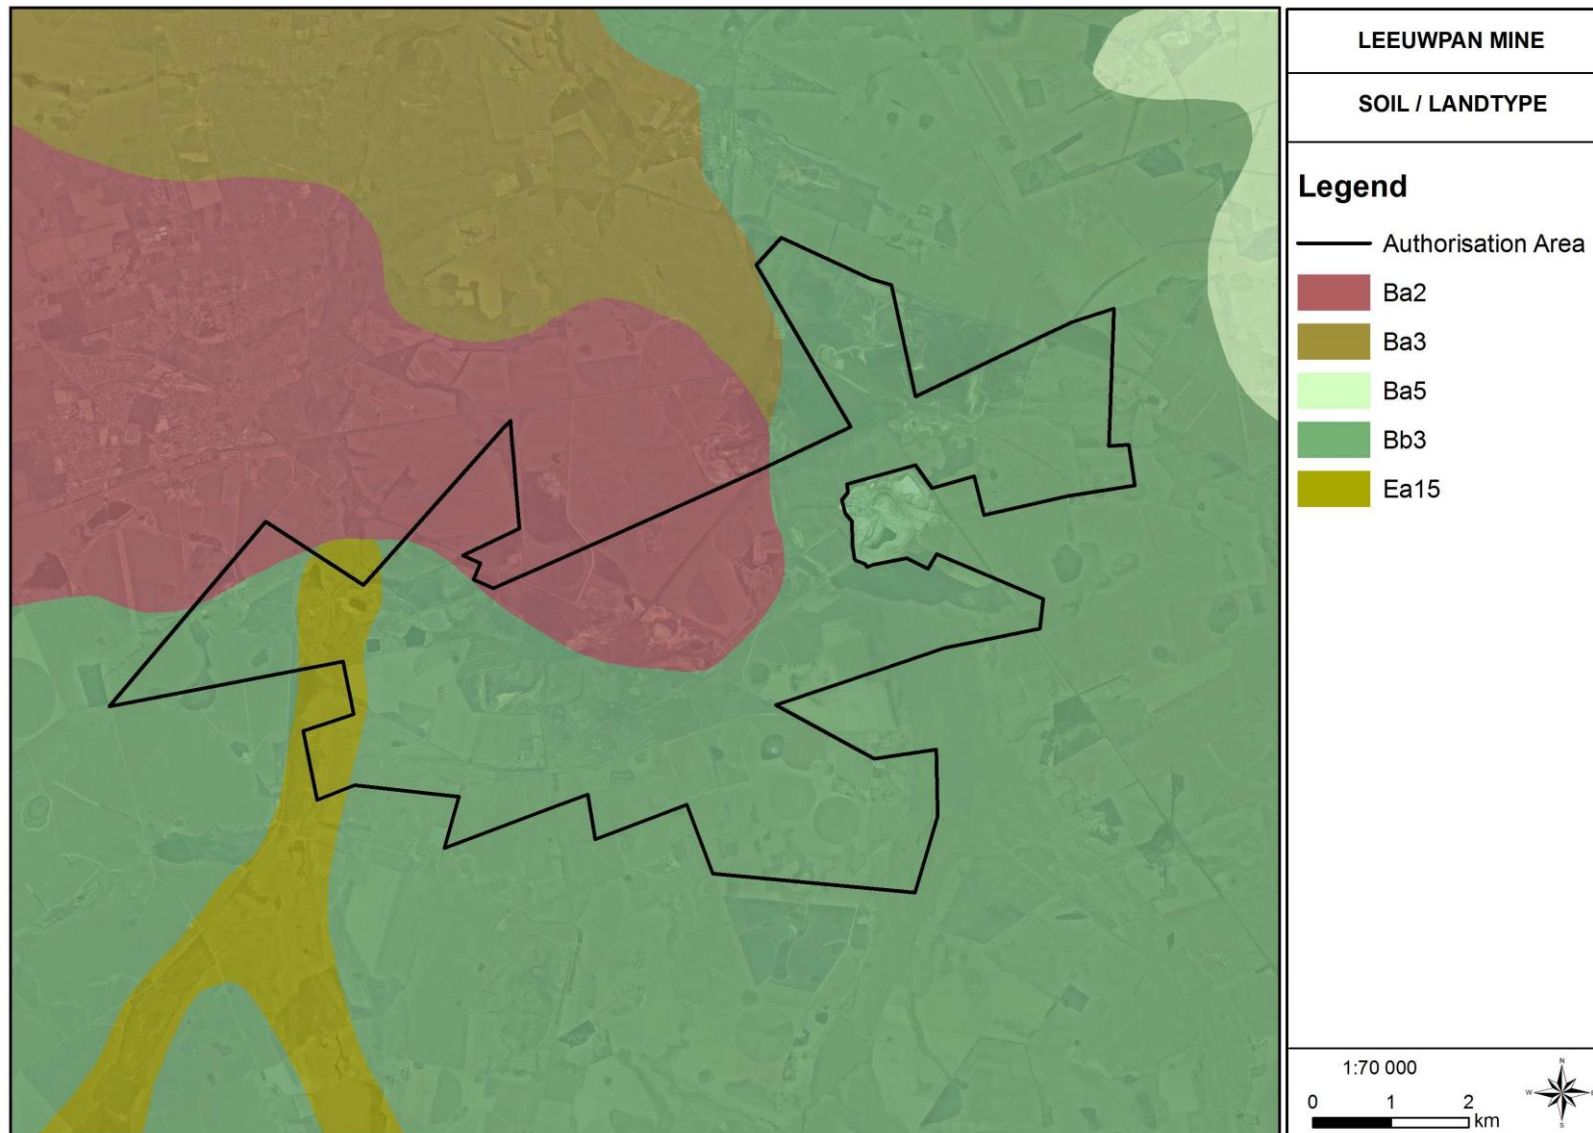 LEEUWPAN MINE
SOIL / LANDTYPE
Legend
Authorisation Area
Ba2
Ba3
Ba5
Bb3
Ea15
1:70 000
0 1 2
km
N
W E
S